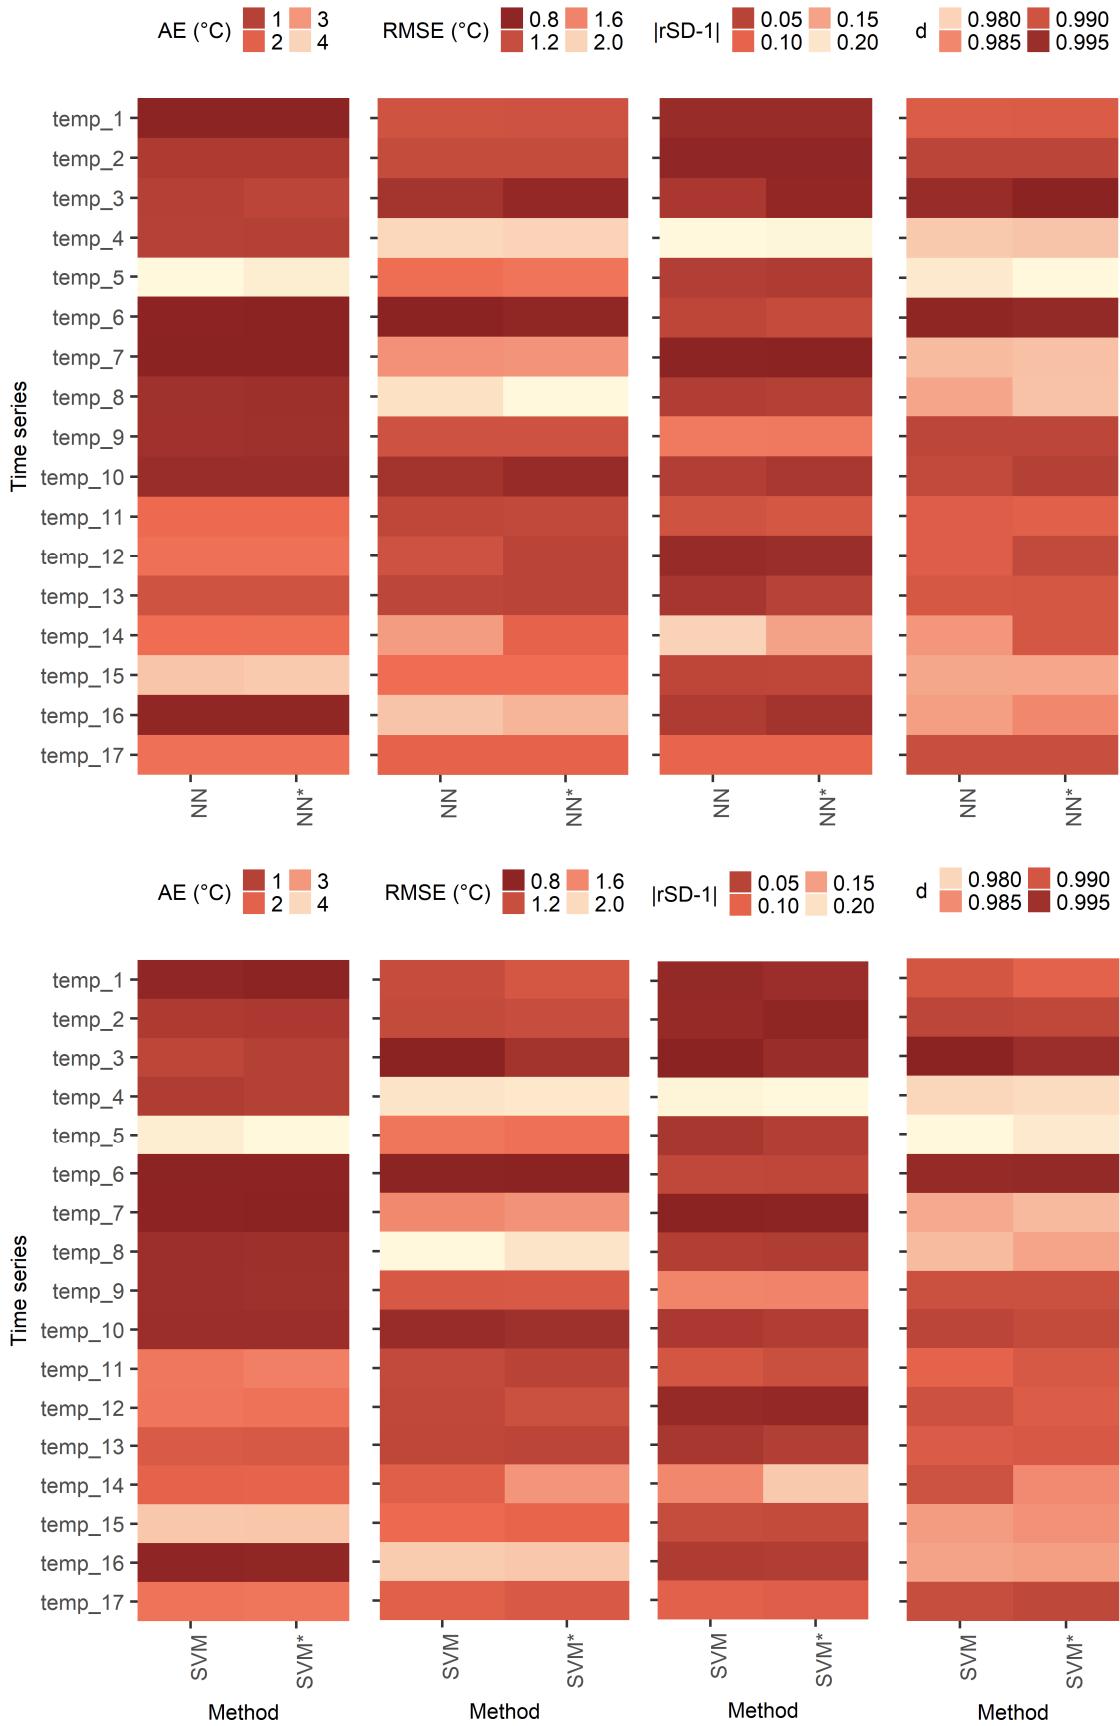 AE (°C) 1 3
2 4
RMSE (°C) 0.8 1.6
1.2 2.0
|rSD-1| 0.05 0.15
0.10 0.20
d 0.980 0.990
0.985 0.995
Time series
temp_1
temp_2
temp_3
temp_4
temp_5
temp_6
temp_7
temp_8
temp_9
temp_10
temp_11
temp_12
temp_13
temp_14
temp_15
temp_16
temp_17
NN NN* NN NN* NN NN* NN NN*
AE (°C) 1 3
2 4
RMSE (°C) 0.8 1.6
1.2 2.0
|rSD-1| 0.05 0.15
0.10 0.20
d 0.980 0.990
0.985 0.995
Time series
temp_1
temp_2
temp_3
temp_4
temp_5
temp_6
temp_7
temp_8
temp_9
temp_10
temp_11
temp_12
temp_13
temp_14
temp_15
temp_16
temp_17
SVM SVM* SVM SVM* SVM SVM* SVM SVM*
Method Method Method Method